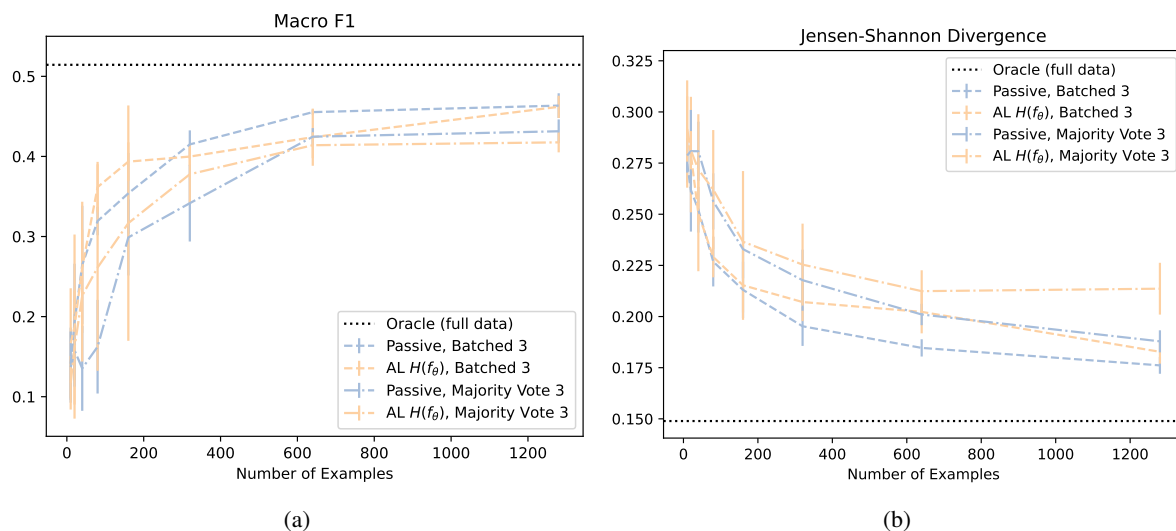 Macro F1
0.5
0.4
0.3
0.2
0.1
Oracle (full data)
Passive, Batched 3
AL H(f_θ), Batched 3
Passive, Majority Vote 3
AL H(f_θ), Majority Vote 3
0 200 400 600 800 1000 1200
Number of Examples
(a)
Jensen-Shannon Divergence
0.325
0.300
0.275
0.250
0.225
0.200
0.175
0.150
Oracle (full data)
Passive, Batched 3
AL H(f_θ), Batched 3
Passive, Majority Vote 3
AL H(f_θ), Majority Vote 3
0 200 400 600 800 1000 1200
Number of Examples
(b)